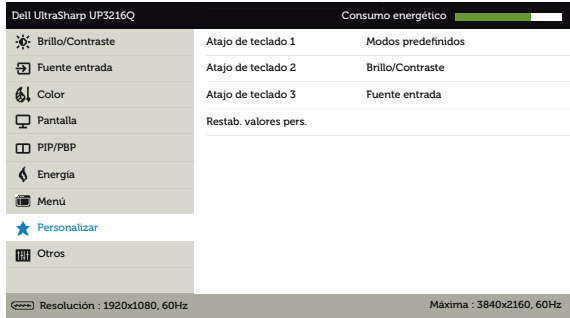 Dell UltraSharp UP3216Q Consumo energético
Brillo/Contraste Atajo de teclado 1 Modos predefinidos
Fuente entrada Atajo de teclado 2 Brillo/Contraste
Color Atajo de teclado 3 Fuente entrada
Pantalla Restab. valores pers.
PIP/PBP
Energía
Menú
Personalizar
Otros
Resolución : 1920x1080, 60Hz Máxima : 3840x2160, 60Hz